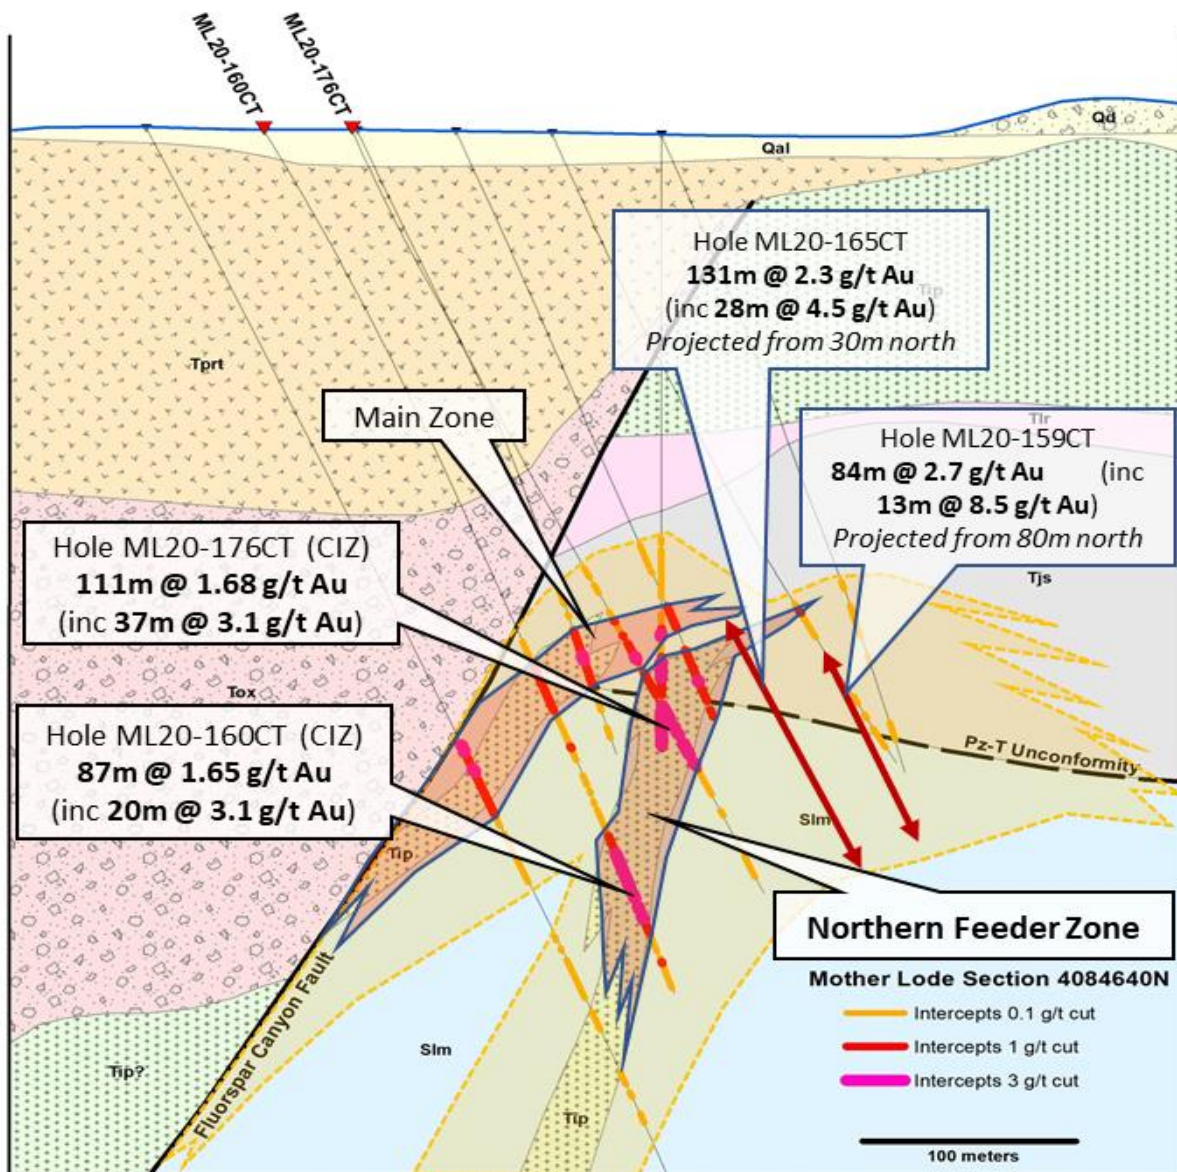 ML20-160CT
ML20-176CT
Qd
Qal
Hole ML20-165CT
131m @ 2.3 g/t Au
(inc 28m @ 4.5 g/t Au)
Projected from 30m north
Tip
Tprt
Main Zone
Tlr
Hole ML20-159CT
84m @ 2.7 g/t Au (inc
13m @ 8.5 g/t Au)
Projected from 80m north
Hole ML20-176CT (CIZ)
111m @ 1.68 g/t Au
(inc 37m @ 3.1 g/t Au)
Tjs
Tox
Hole ML20-160CT (CIZ)
87m @ 1.65 g/t Au
(inc 20m @ 3.1 g/t Au)
Pz-T Unconformity
Slm
Tip
Northern Feeder Zone
Fluorspar Canyon Fault
Mother Lode Section 4084640N
Intercepts 0.1 g/t cut
Intercepts 1 g/t cut
Intercepts 3 g/t cut
Slm
Tip?
Tip
100 meters